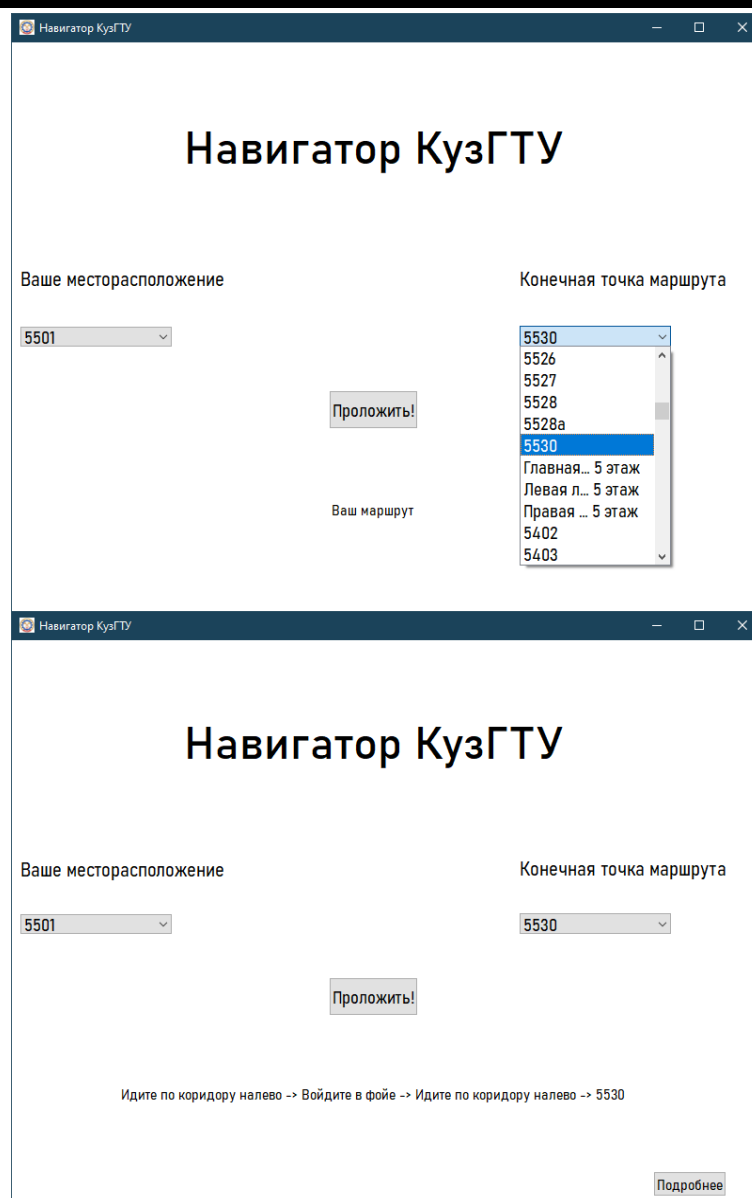 Навигатор КузГТУ
Навигатор КузГТУ
Ваше месторасположение
Конечная точка маршрута
5501
5530
5526
5527
5528
5528а
5530
Главная... 5 этаж
Левая л... 5 этаж
Правая ... 5 этаж
5402
5403
Проложить!
Ваш маршрут
Навигатор КузГТУ
Навигатор КузГТУ
Ваше месторасположение
Конечная точка маршрута
5501
5530
Проложить!
Идите по коридору налево -> Войдите в фойе -> Идите по коридору налево -> 5530
Подробнее